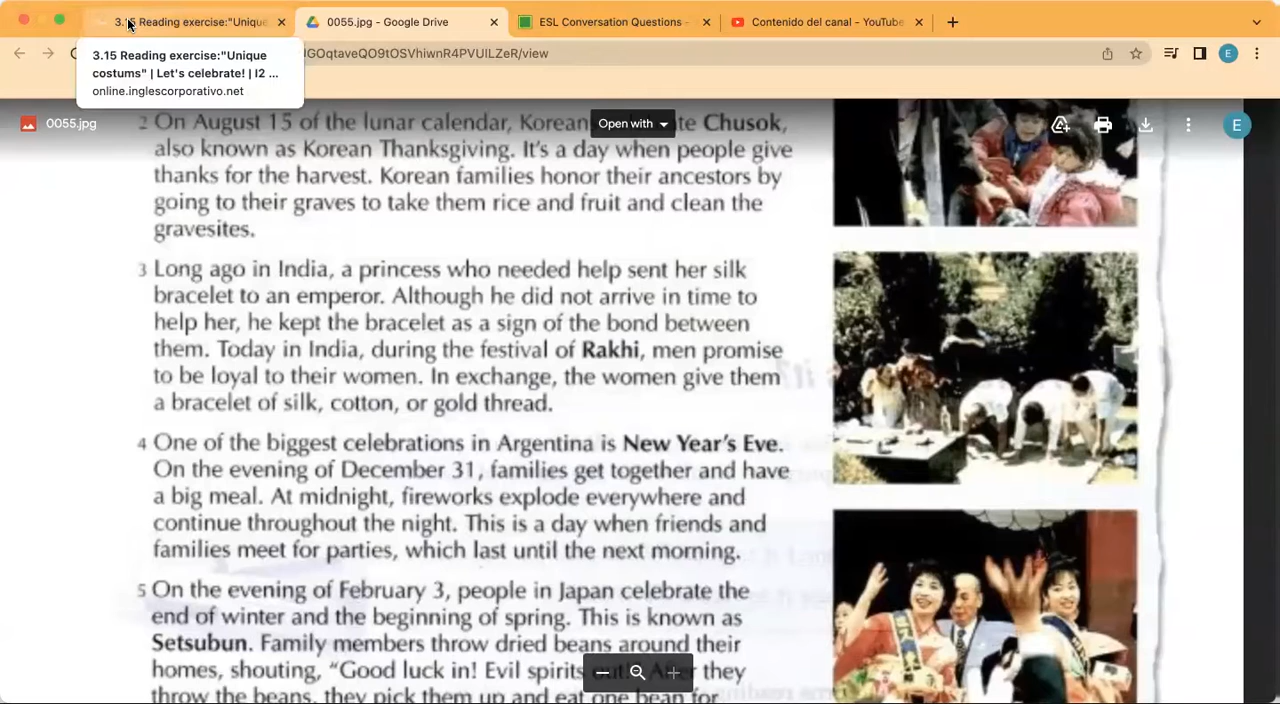 3.15 Reading exercise:"Unique
0055.jpg - Google Drive
ESL Conversation Questions -
Contenido del canal - YouTube
GOqtaveQO9tOSVhiwnR4PVUlLZeR/view
E
3.15 Reading exercise:"Unique
costums" | Let's celebrate! | I2 ...
online.inglescorporativo.net
0055.jpg
Open with
E
2 On August 15 of the lunar calendar, Korean Chusok,
also known as Korean Thanksgiving. It's a day when people give
thanks for the harvest. Korean families honor their ancestors by
going to their graves to take them rice and fruit and clean the
gravesites.
3 Long ago in India, a princess who needed help sent her silk
bracelet to an emperor. Although he did not arrive in time to
help her, he kept the bracelet as a sign of the bond between
them. Today in India, during the festival of Rakhi, men promise
to be loyal to their women. In exchange, the women give them
a bracelet of silk, cotton, or gold thread.
4 One of the biggest celebrations in Argentina is New Year's Eve.
On the evening of December 31, families get together and have
a big meal. At midnight, fireworks explode everywhere and
continue throughout the night. This is a day when friends and
families meet for parties, which last until the next morning.
5 On the evening of February 3, people in Japan celebrate the
end of winter and the beginning of spring. This is known as
Setsubun. Family members throw dried beans around their
homes, shouting, "Good luck in! Evil spirits out!" After they
throw the beans, they pick them up and eat one bean for